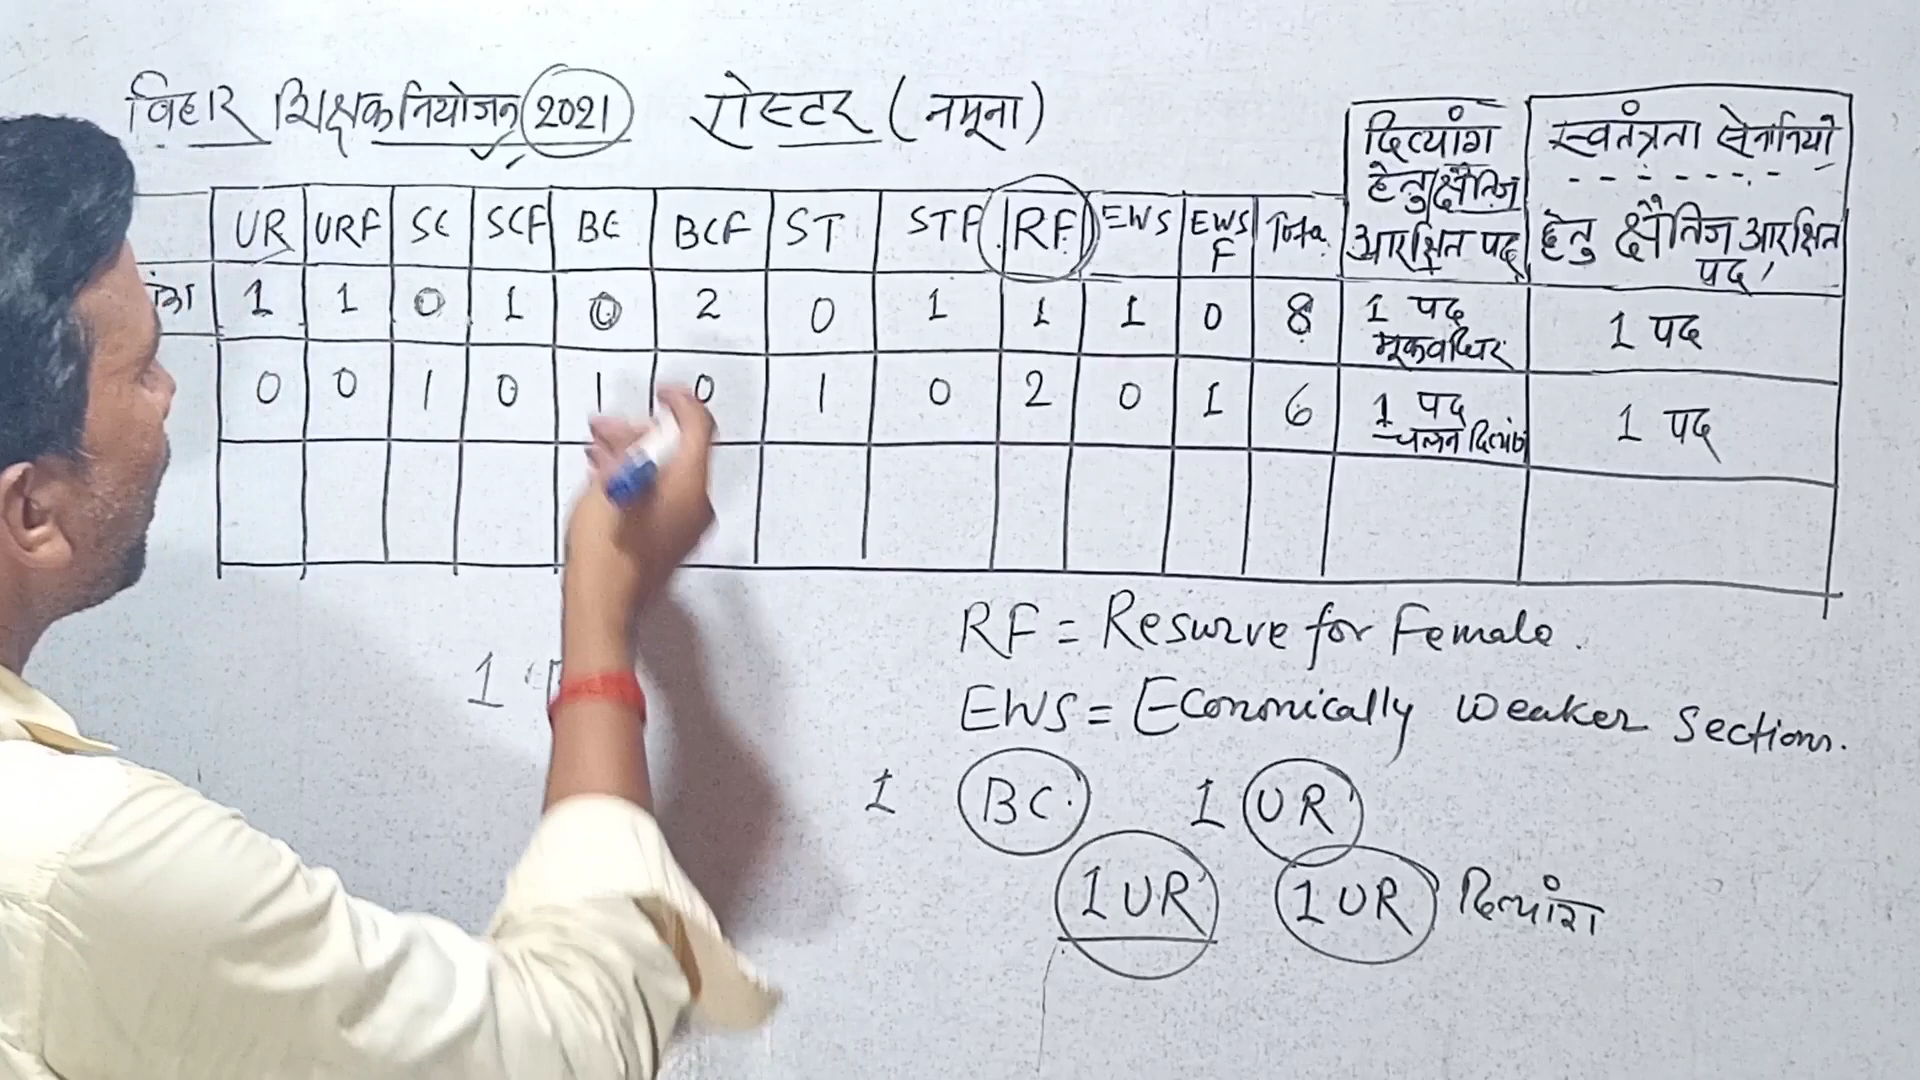 बिहार शिक्षक नियोजन 2021 रोस्टर (नमूना)
UR URF SC SCF BC BCF ST STF RF EWS EWS F Total दिव्यांग हेतु क्षैतिज आरक्षित पद स्वतंत्रता सेनानियो हेतु क्षैतिज आरक्षित पद
1 1 0 1 0 2 0 1 1 1 0 8 1 पद मूकबधिर 1 पद
0 0 1 0 1 0 1 0 2 0 1 6 1 पद चलन दिव्यांग 1 पद
RF = Resurve for Female.
1
EWS = Economically weaker Sections.
1 BC. 1 UR
1 UR 1 UR दिव्यांग